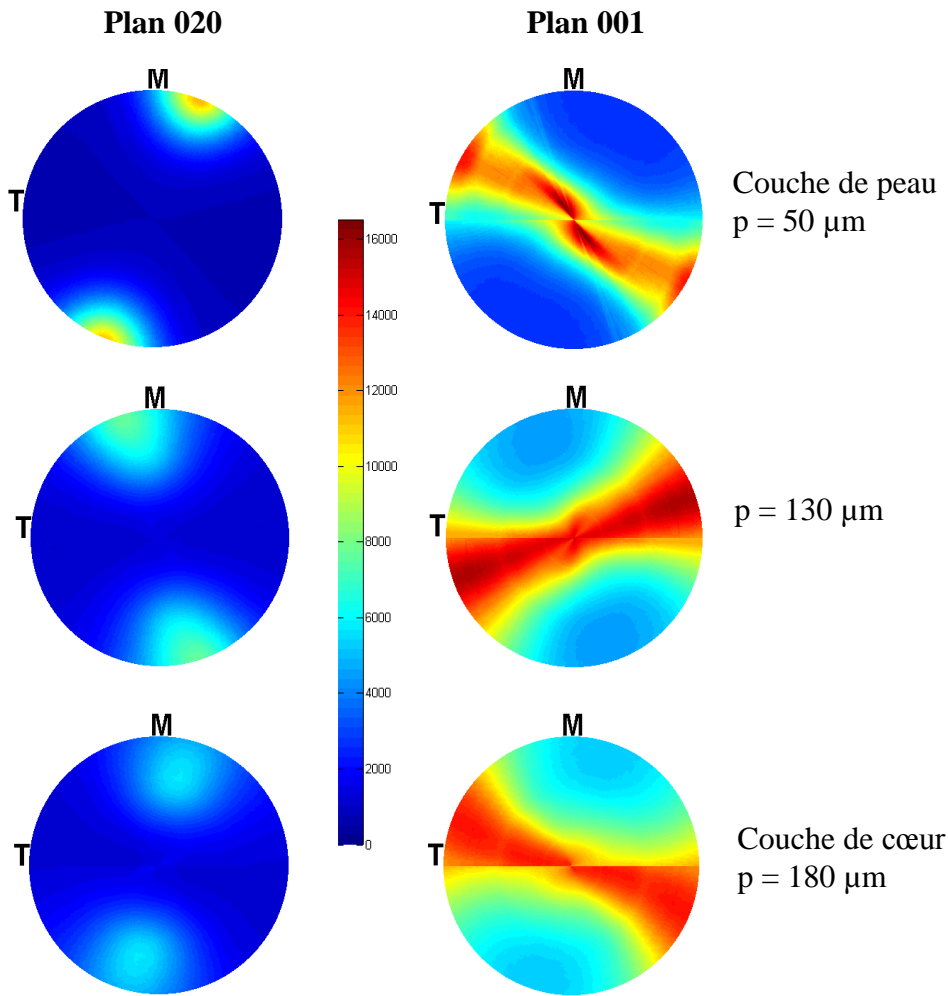 Plan 020
Plan 001
M
M
T
T
Couche de peau
p = 50 µm
16000
14000
12000
10000
8000
6000
4000
2000
0
M
M
T
T
p = 130 µm
M
M
T
T
Couche de cœur
p = 180 µm